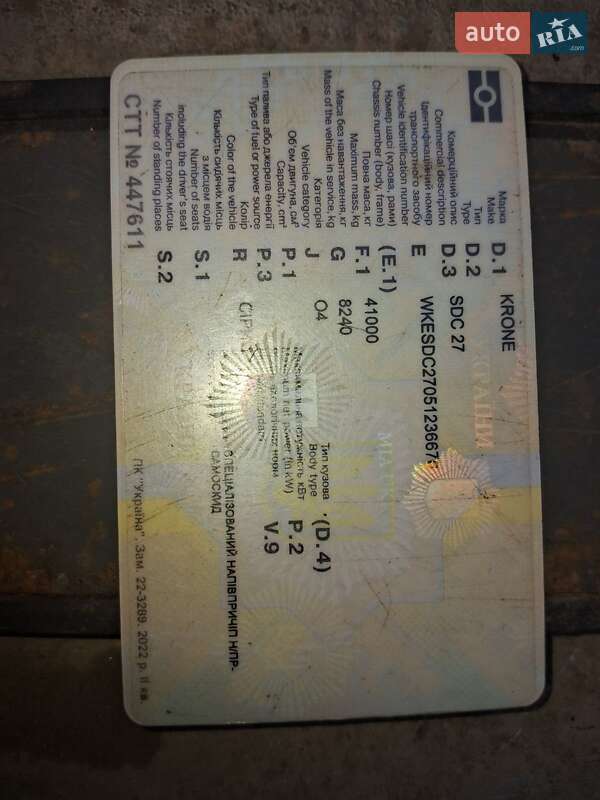 auto RIA .com
Марка
Make
D.1 KRONE
Тип
Type
D.2
Комерційний опис
Commercial description
D.3 SDC 27
Ідентифікаційний номер
транспортного засобу
Vehicle identification number
E
Номер шасі (кузова, рами)
Chassis number (body, frame)
(E.1)
Повна маса, кг
Maximum mass, kg
F.1 41000
Маса без навантаження, кг
Mass of the vehicle in service, kg
G 8240
Категорія
Vehicle category
J O4
Об'єм двигуна, см³
Capacity, cm³
P.1
P.2
Тип палива або джерела енергії
Type of fuel or power source
P.3
V.9
Колір
Color of the vehicle
R
Кількість сидячих місць
з місцем водія
Number of seats
including the driver's seat
S.1
Кількість стоячих місць
Number of standing places
S.2
Тип кузова
Body type
(D.4)
СПЕЦІАЛІЗОВАНИЙ НАПІВПРИЧІП Н/ПР-
САМОСКИД
СТТ № 447611
ПК "Україна". Зам. 22-3289. 2022 р. II кв.